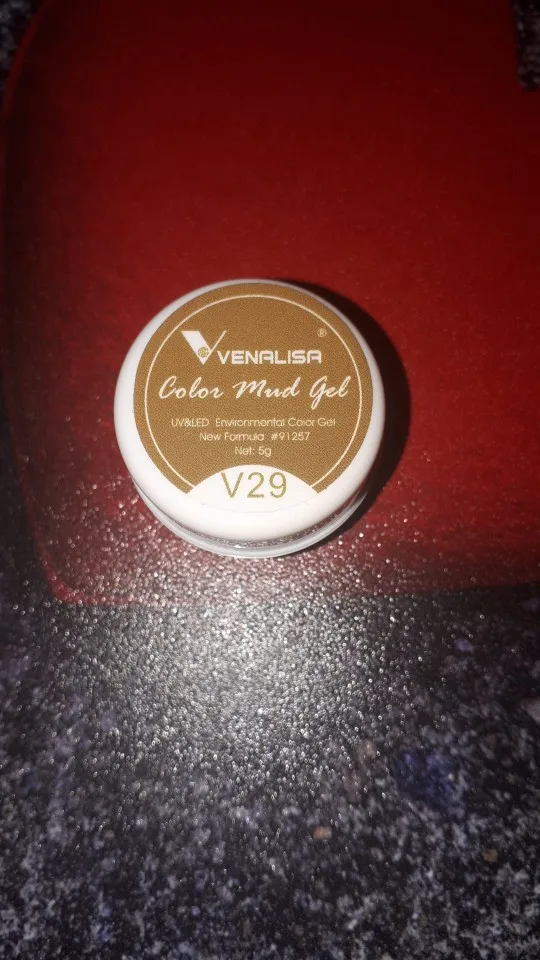 ®
VENALISA
Color Mud Gel
UV&LED Environmental Color Gel
New Formula #91257
Net: 5g
V29